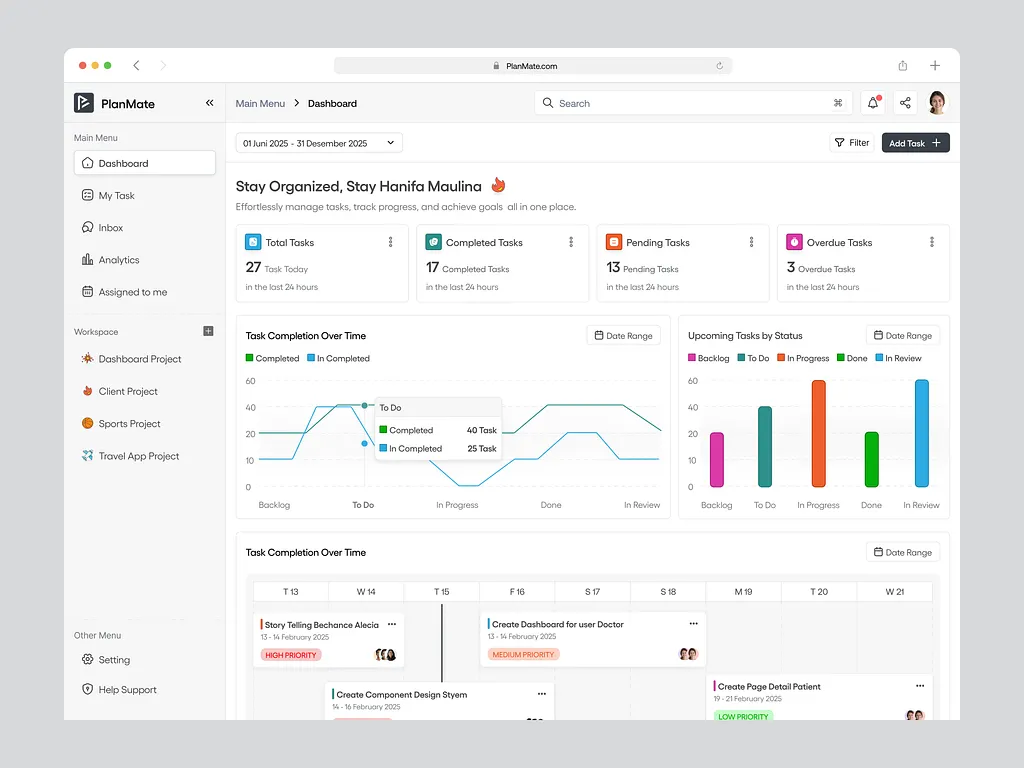 PlanMate.com
PlanMate
Main Menu
Dashboard
My Task
Inbox
Analytics
Assigned to me
Workspace
Dashboard Project
Client Project
Sports Project
Travel App Project
Other Menu
Setting
Help Support
Main Menu > Dashboard
Search
⌘
01 Juni 2025 - 31 Desember 2025
Filter
Add Task +
Stay Organized, Stay Hanifa Maulina
Effortlessly manage tasks, track progress, and achieve goals all in one place.
Total Tasks
27 Task Today
in the last 24 hours
Completed Tasks
17 Completed Tasks
in the last 24 hours
Pending Tasks
13 Pending Tasks
in the last 24 hours
Overdue Tasks
3 Overdue Tasks
in the last 24 hours
Task Completion Over Time
Date Range
Completed In Completed
60
40
20
10
0
To Do
Completed 40 Task
In Completed 25 Task
Backlog To Do In Progress Done In Review
Upcoming Tasks by Status
Date Range
Backlog To Do In Progress Done In Review
60
40
20
10
0
Backlog To Do In Progress Done In Review
Task Completion Over Time
Date Range
T 13 W 14 T 15 F 16 S 17 S 18 M 19 T 20 W 21
Story Telling Bechance Alecia
13 - 14 February 2025
HIGH PRIORITY
Create Dashboard for user Doctor
13 - 14 February 2025
MEDIUM PRIORITY
Create Component Design Styem
14 - 16 February 2025
Create Page Detail Patient
19 - 21 February 2025
LOW PRIORITY